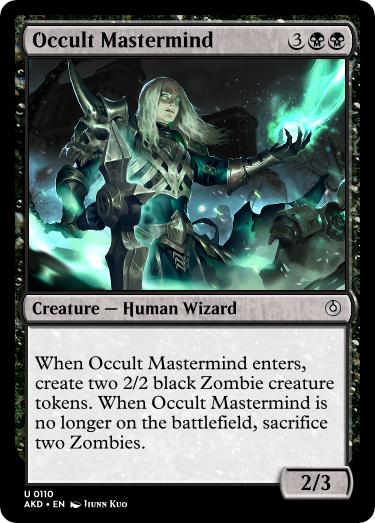 Occult Mastermind 3
Creature — Human Wizard
When Occult Mastermind enters,
create two 2/2 black Zombie creature
tokens. When Occult Mastermind is
no longer on the battlefield, sacrifice
two Zombies.
2/3
U 0110
AKD • EN Jiunn Kuo